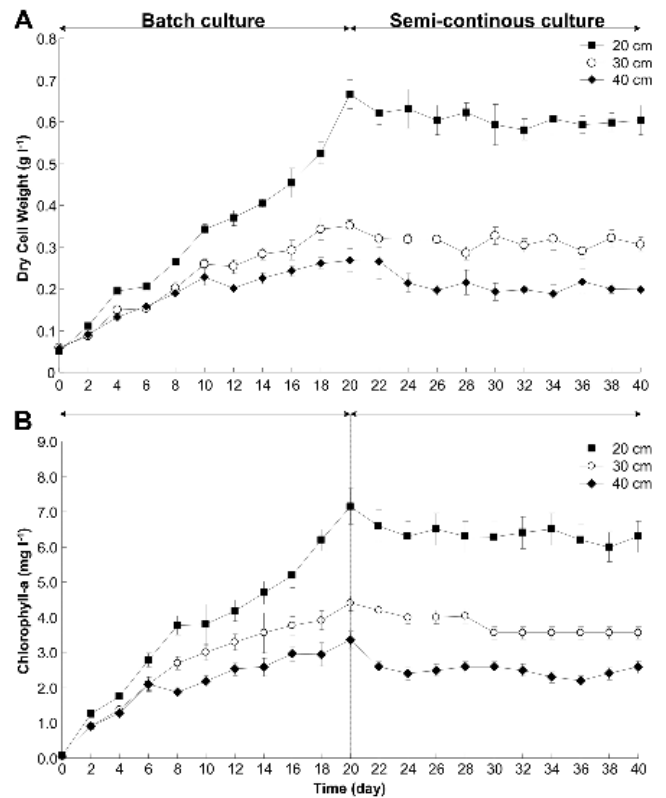 A
Batch culture
Semi-continous culture
0.8
0.7
0.6
0.5
0.4
0.3
0.2
0.1
0
Dry Cell Weight (g l⁻¹)
20 cm
30 cm
40 cm
0 2 4 6 8 10 12 14 16 18 20 22 24 26 28 30 32 34 36 38 40
B
9.0
8.0
7.0
6.0
5.0
4.0
3.0
2.0
1.0
0.0
Chlorophyll-a (mg l⁻¹)
20 cm
30 cm
40 cm
0 2 4 6 8 10 12 14 16 18 20 22 24 26 28 30 32 34 36 38 40
Time (day)